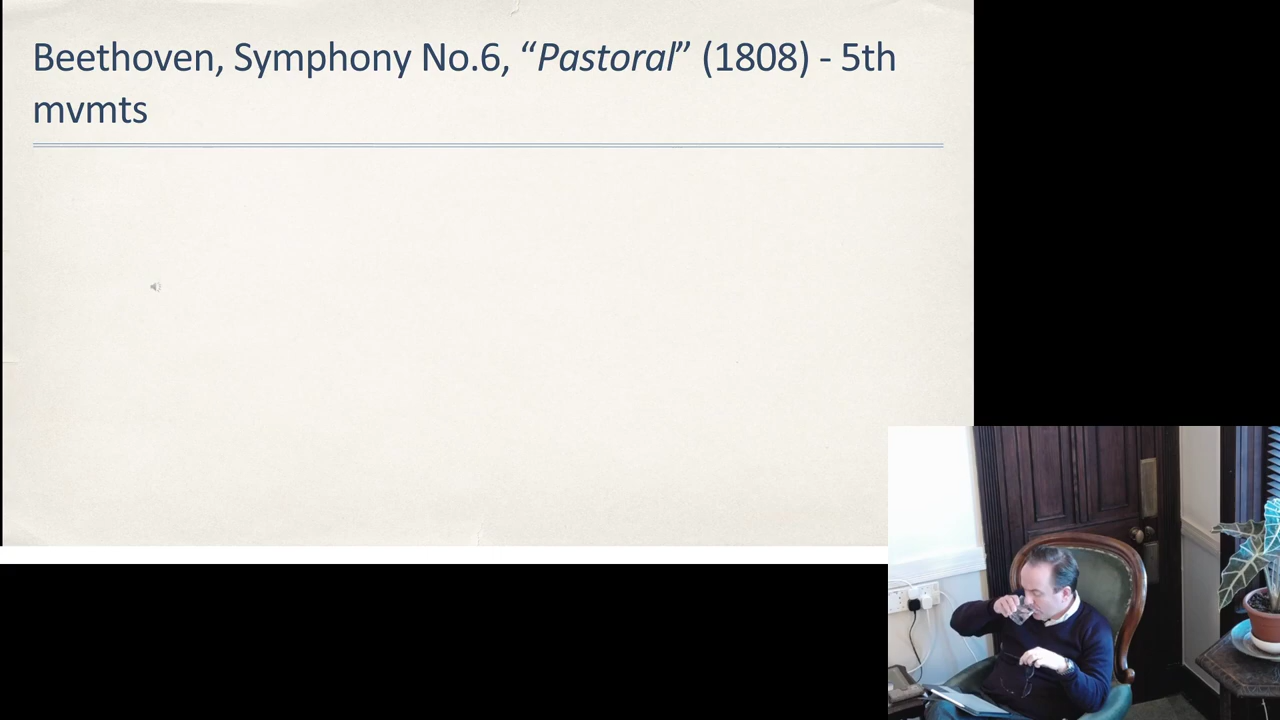 Beethoven, Symphony No.6, “Pastoral” (1808) - 5th
mvmts